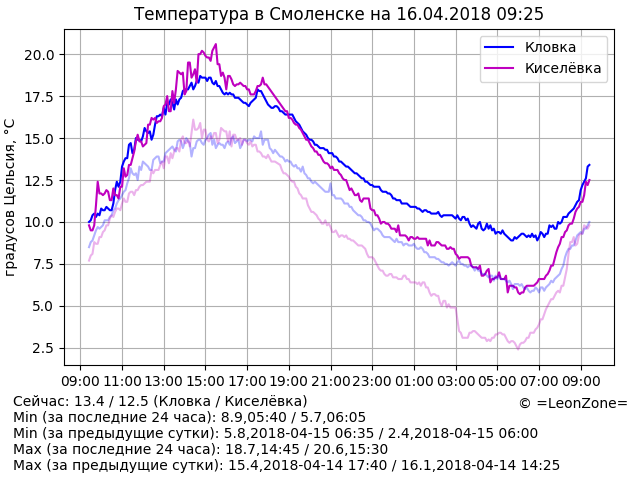 Температура в Смоленске на 16.04.2018 09:25
Кловка
Киселёвка
градусов Цельсия, °C
20.0
17.5
15.0
12.5
10.0
7.5
5.0
2.5
09:00 11:00 13:00 15:00 17:00 19:00 21:00 23:00 01:00 03:00 05:00 07:00 09:00
Сейчас: 13.4 / 12.5 (Кловка / Киселёвка)
© =LeonZone=
Min (за последние 24 часа): 8.9,05:40 / 5.7,06:05
Min (за предыдущие сутки): 5.8,2018-04-15 06:35 / 2.4,2018-04-15 06:00
Max (за последние 24 часа): 18.7,14:45 / 20.6,15:30
Max (за предыдущие сутки): 15.4,2018-04-14 17:40 / 16.1,2018-04-14 14:25